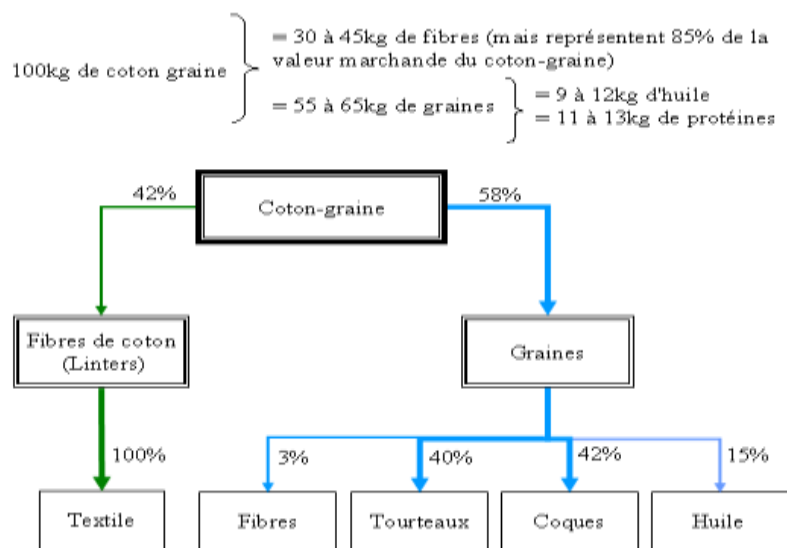 100kg de coton graine
= 30 à 45kg de fibres (mais représentent 85% de la
valeur marchande du coton-graine)
= 55 à 65kg de graines
= 9 à 12kg d'huile
= 11 à 13kg de protéines
42%
Coton-graine
58%
Fibres de coton
(Linters)
Graines
100%
3%
40%
42%
15%
Textile
Fibres
Tourteaux
Coques
Huile